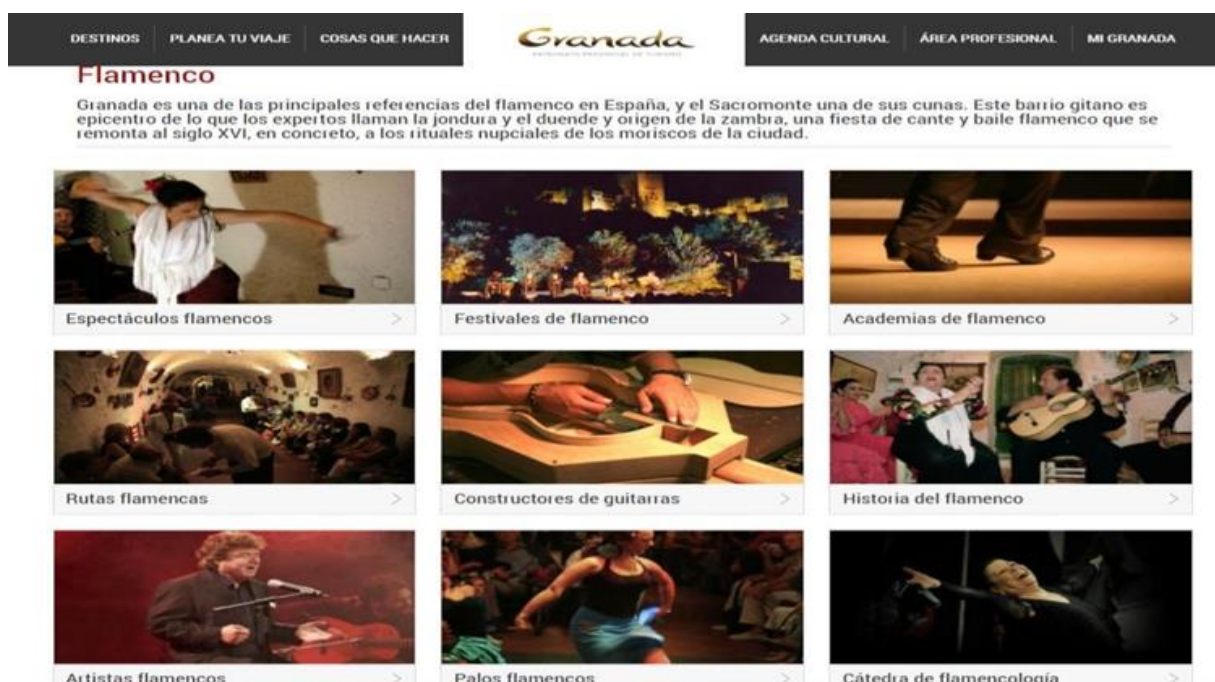 DESTINOS PLANEA TU VIAJE COSAS QUE HACER Granada AGENDA CULTURAL ÁREA PROFESIONAL MI GRANADA
PATRONATO PROVINCIAL DE TURISMO
Flamenco
Granada es una de las principales referencias del flamenco en España, y el Sacromonte una de sus cunas. Este barrio gitano es
epicentro de lo que los expertos llaman la jondura y el duende y origen de la zambra, una fiesta de cante y baile flamenco que se
remonta al siglo XVI, en concreto, a los rituales nupciales de los moriscos de la ciudad.
Espectáculos flamencos >
Festivales de flamenco >
Academias de flamenco >
Rutas flamencas >
Constructores de guitarras >
Historia del flamenco >
Artistas flamencos >
Palos flamencos >
Cátedra de flamencología >